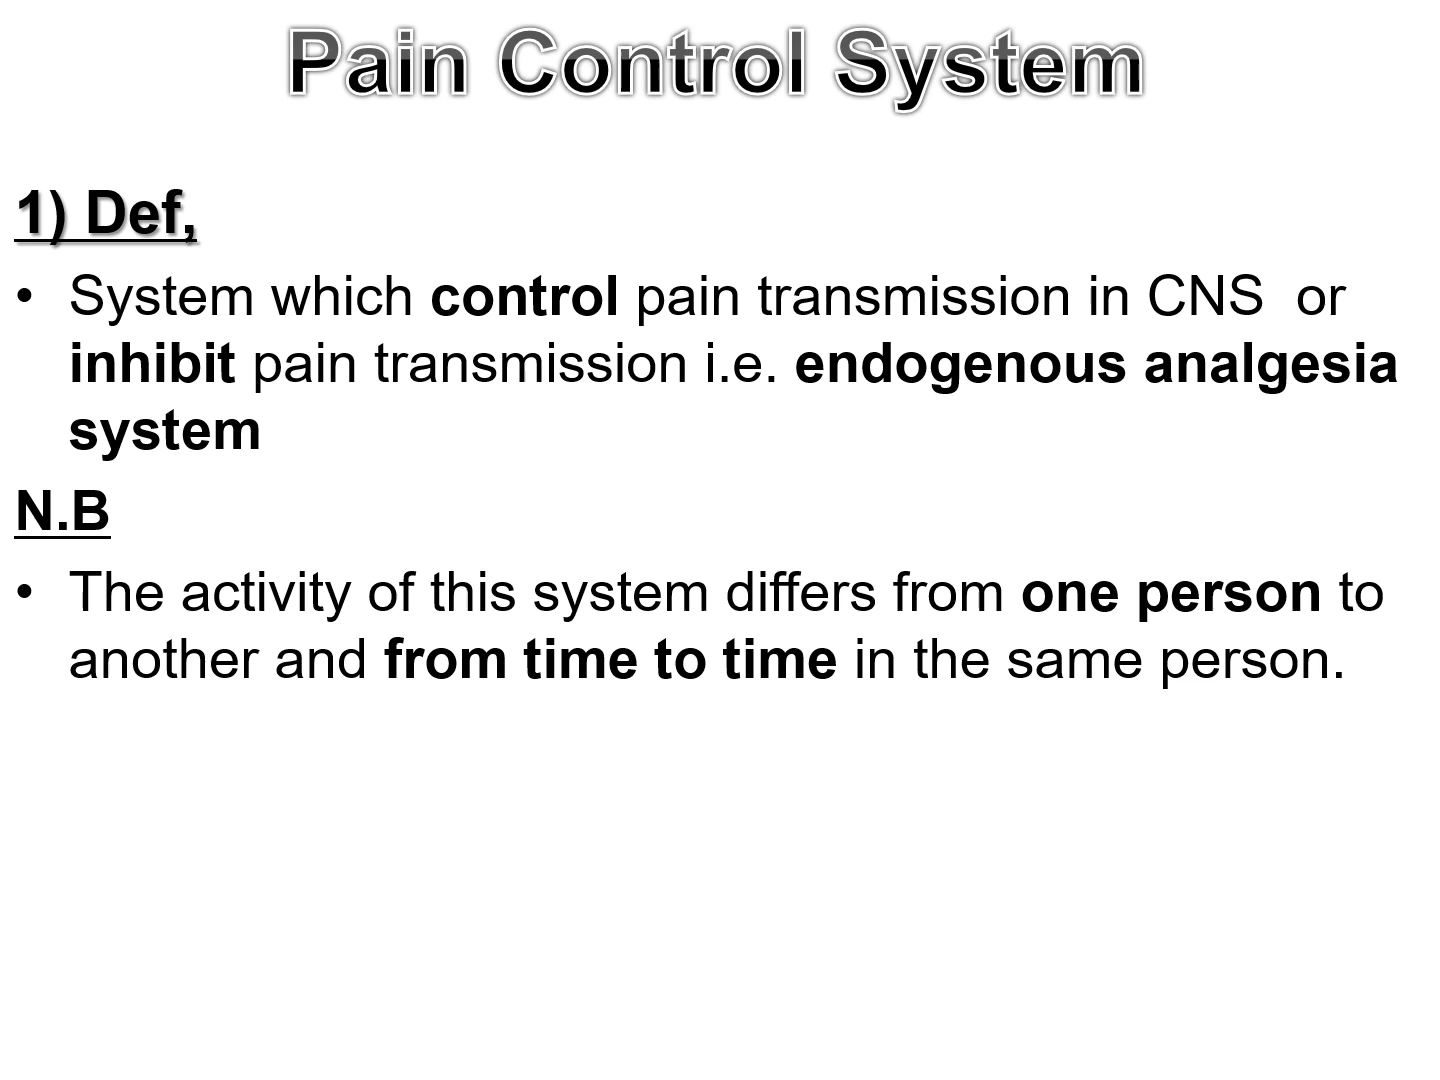 Pain Control System
1) Def,
• System which control pain transmission in CNS  or
inhibit pain transmission i.e. endogenous analgesia
system
N.B
• The activity of this system differs from one person to
another and from time to time in the same person.